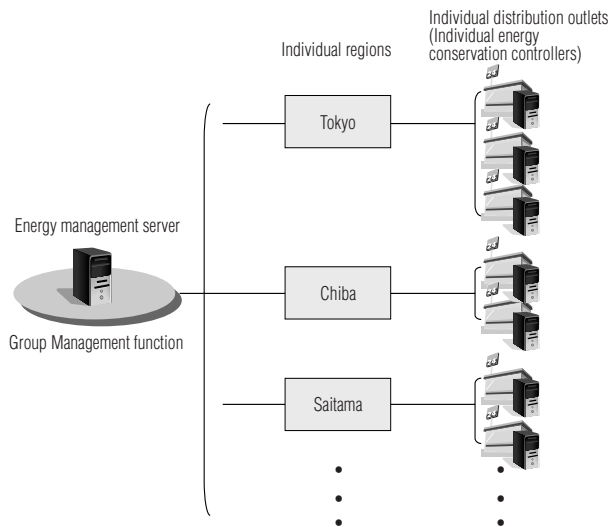 Individual distribution outlets
(Individual energy
conservation controllers)
Individual regions
Tokyo
Energy management server
Chiba
Group Management function
Saitama